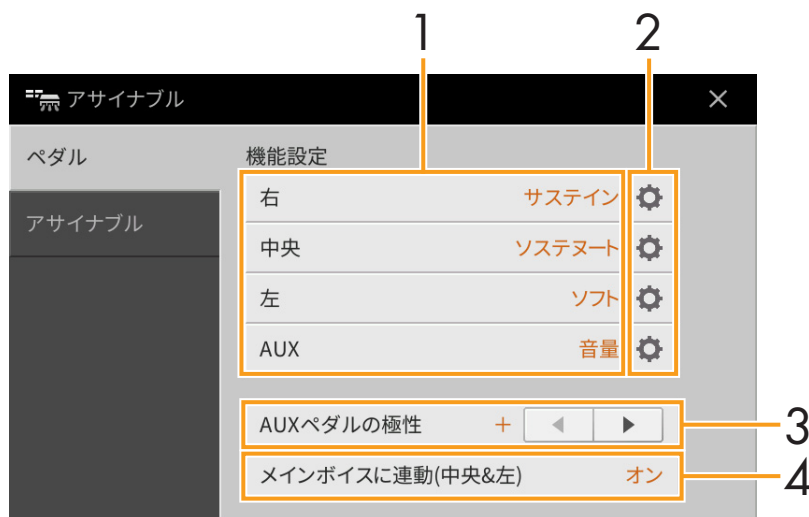 1 2
アサイナブル ×
ペダル 機能設定
右 サステイン
アサイナブル
中央 ソステヌート
左 ソフト
AUX 音量
AUXペダルの極性 + 3
メインボイスに連動(中央&左) オン 4